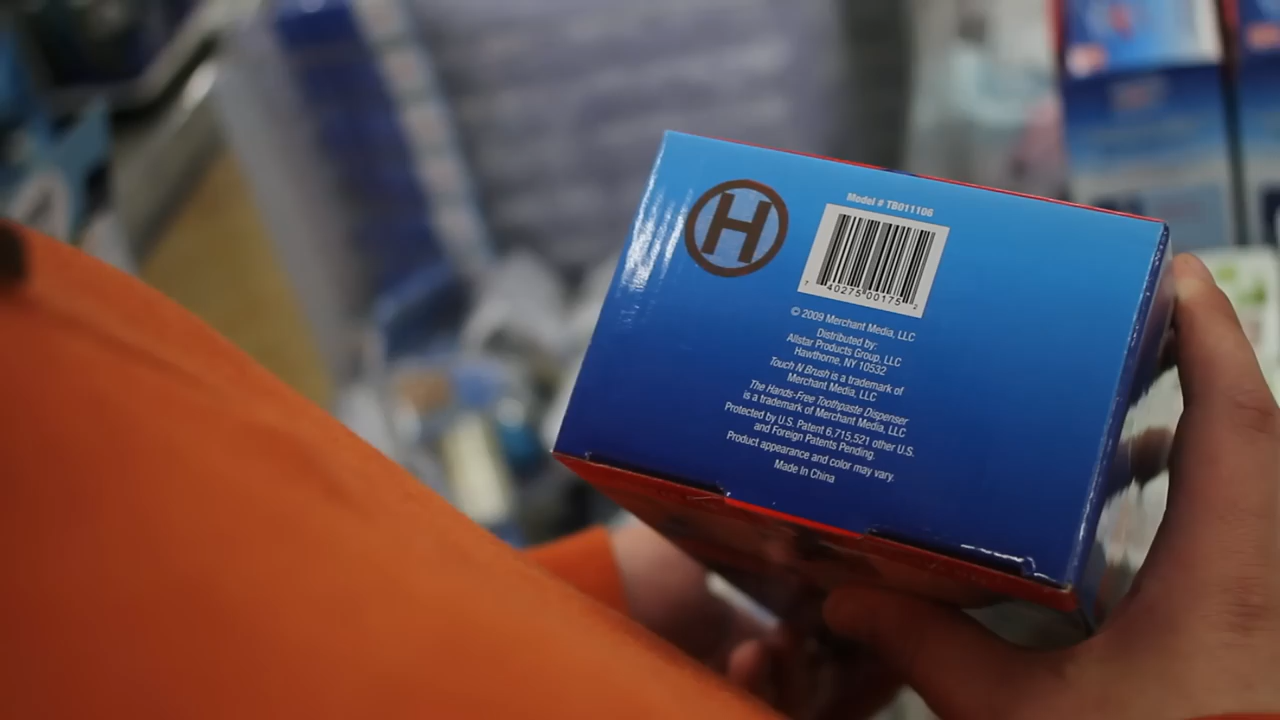 H
Model # TB011106
7 40275 00175 2
© 2009 Merchant Media, LLC
Distributed by:
Allstar Products Group, LLC
Hawthorne, NY 10532
Touch N Brush is a trademark of
Merchant Media, LLC
The Hands-Free Toothpaste Dispenser
is a trademark of Merchant Media, LLC
Protected by U.S. Patent 6,715,521 other U.S.
and Foreign Patents Pending.
Product appearance and color may vary.
Made In China